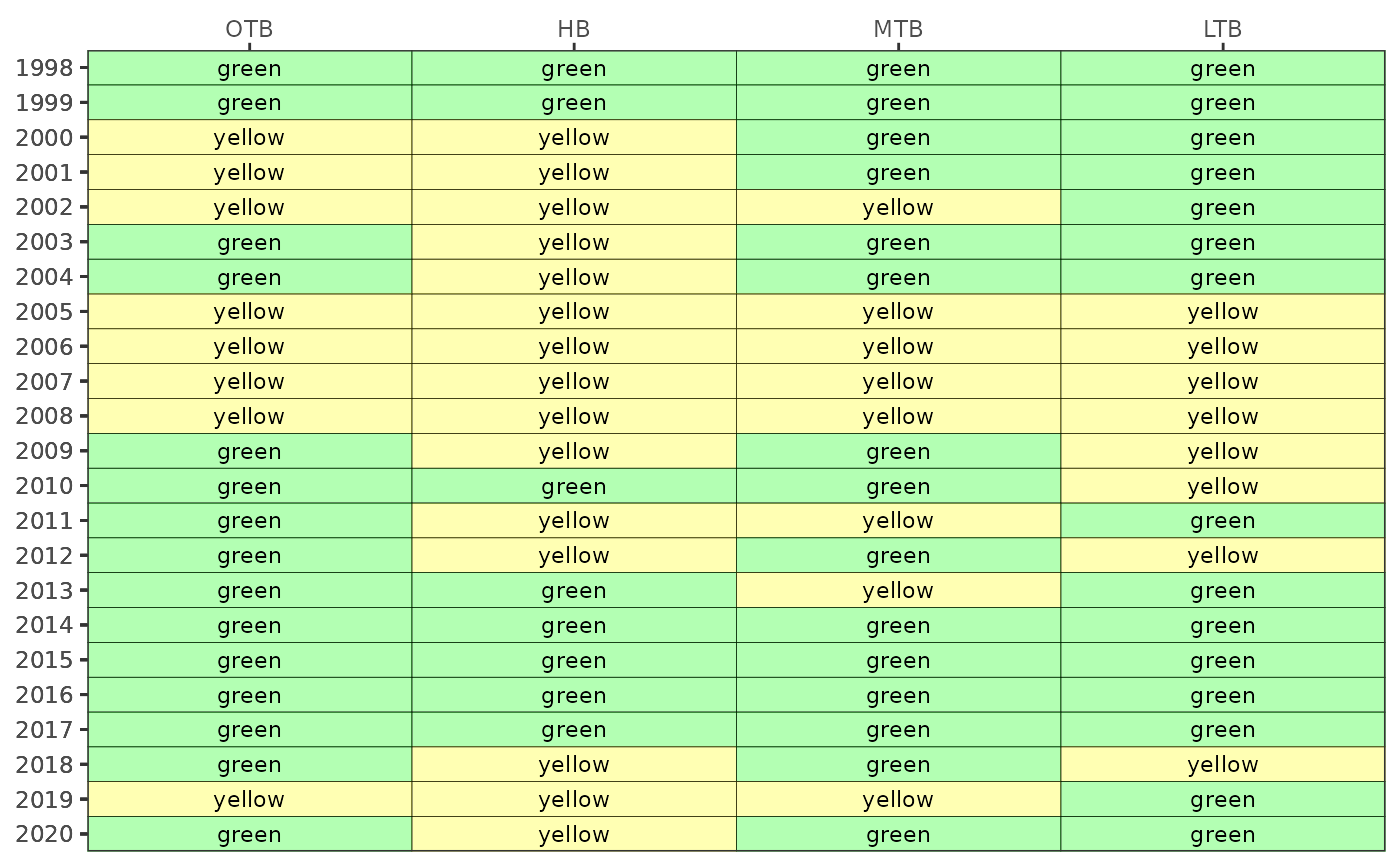 OTB HB MTB LTB
1998 green green green green
1999 green green green green
2000 yellow yellow green green
2001 yellow yellow green green
2002 yellow yellow yellow green
2003 green yellow green green
2004 green yellow green green
2005 yellow yellow yellow yellow
2006 yellow yellow yellow yellow
2007 yellow yellow yellow yellow
2008 yellow yellow yellow yellow
2009 green yellow green yellow
2010 green green green yellow
2011 green yellow yellow green
2012 green yellow green yellow
2013 green green yellow green
2014 green green green green
2015 green green green green
2016 green green green green
2017 green green green green
2018 green yellow green yellow
2019 yellow yellow yellow green
2020 green yellow green green